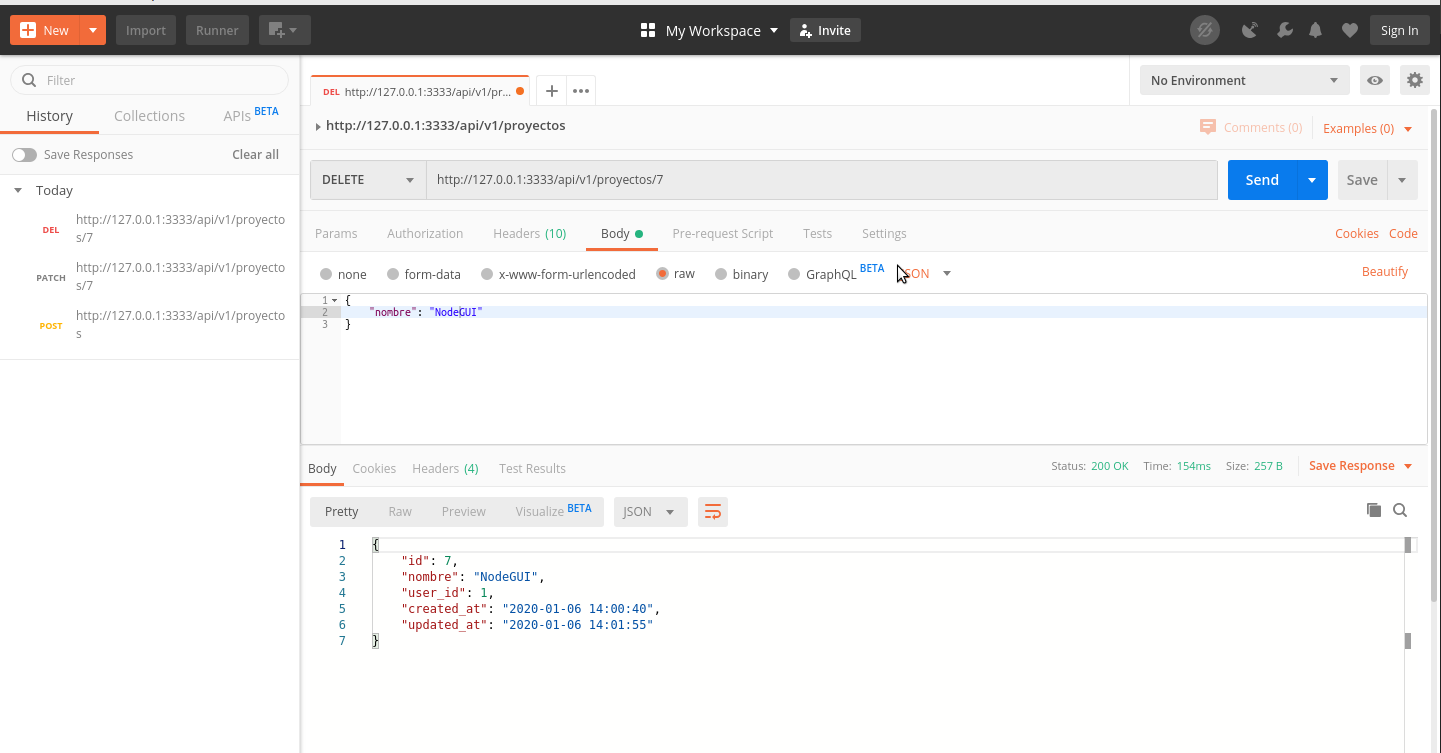 New Import Runner My Workspace Invite Sign In
Filter
History Collections APIs BETA
Save Responses Clear all
Today
DEL http://127.0.0.1:3333/api/v1/proyecto
s/7
PATCH http://127.0.0.1:3333/api/v1/proyecto
s/7
POST http://127.0.0.1:3333/api/v1/proyecto
s
DEL http://127.0.0.1:3333/api/v1/pr... + ••• No Environment
http://127.0.0.1:3333/api/v1/proyectos Comments (0) Examples (0)
DELETE http://127.0.0.1:3333/api/v1/proyectos/7 Send Save
Params Authorization Headers (10) Body Pre-request Script Tests Settings Cookies Code
none form-data x-www-form-urlencoded raw binary GraphQL BETA SON Beautify
1 {
2 "nombre": "NodeGUI"
3 }
Body Cookies Headers (4) Test Results Status: 200 OK Time: 154ms Size: 257 B Save Response
Pretty Raw Preview Visualize BETA JSON
1 {
2 "id": 7,
3 "nombre": "NodeGUI",
4 "user_id": 1,
5 "created_at": "2020-01-06 14:00:40",
6 "updated_at": "2020-01-06 14:01:55"
7 }